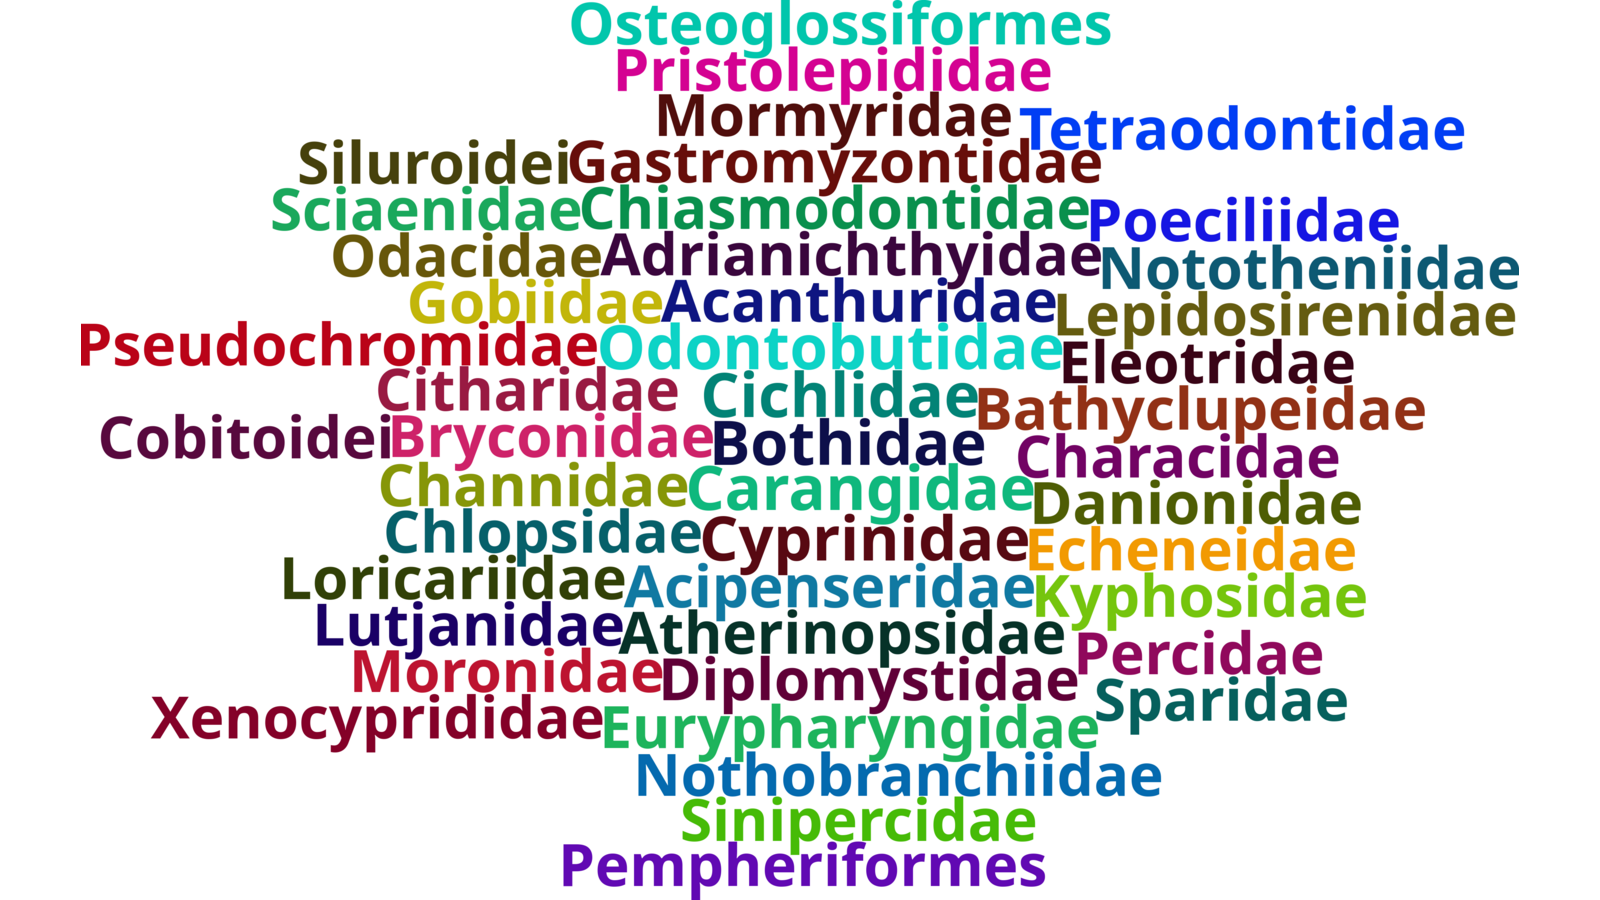 Osteoglossiformes
Pristolepididae
Mormyridae
Tetraodontidae
Siluroidei
Gastromyzontidae
Sciaenidae
Chiasmodontidae
Poeciliidae
Odacidae
Adrianichthyidae
Nototheniidae
Gobiidae
Acanthuridae
Lepidosirenidae
Pseudochromidae
Odontobutidae
Eleotridae
Citharidae
Cichlidae
Bathyclupeidae
Cobitoidei
Bryconidae
Bothidae
Characidae
Channidae
Carangidae
Danionidae
Chlopsidae
Cyprinidae
Echeneidae
Loricariidae
Acipenseridae
Kyphosidae
Lutjanidae
Atherinopsidae
Percidae
Moronidae
Diplomystidae
Sparidae
Xenocyprididae
Eurypharyngidae
Nothobranchiidae
Sinipercidae
Pempheriformes